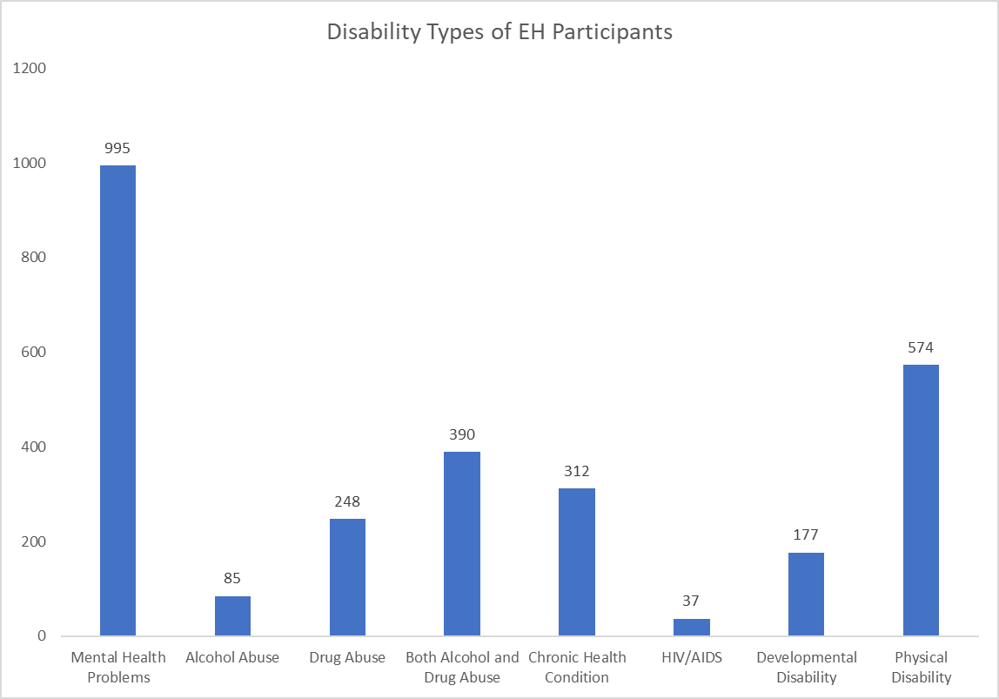 Disability Types of EH Participants
1200
1000
800
600
400
200
0
995
85
248
390
312
37
177
574
Mental Health
Problems
Alcohol Abuse
Drug Abuse
Both Alcohol and
Drug Abuse
Chronic Health
Condition
HIV/AIDS
Developmental
Disability
Physical
Disability